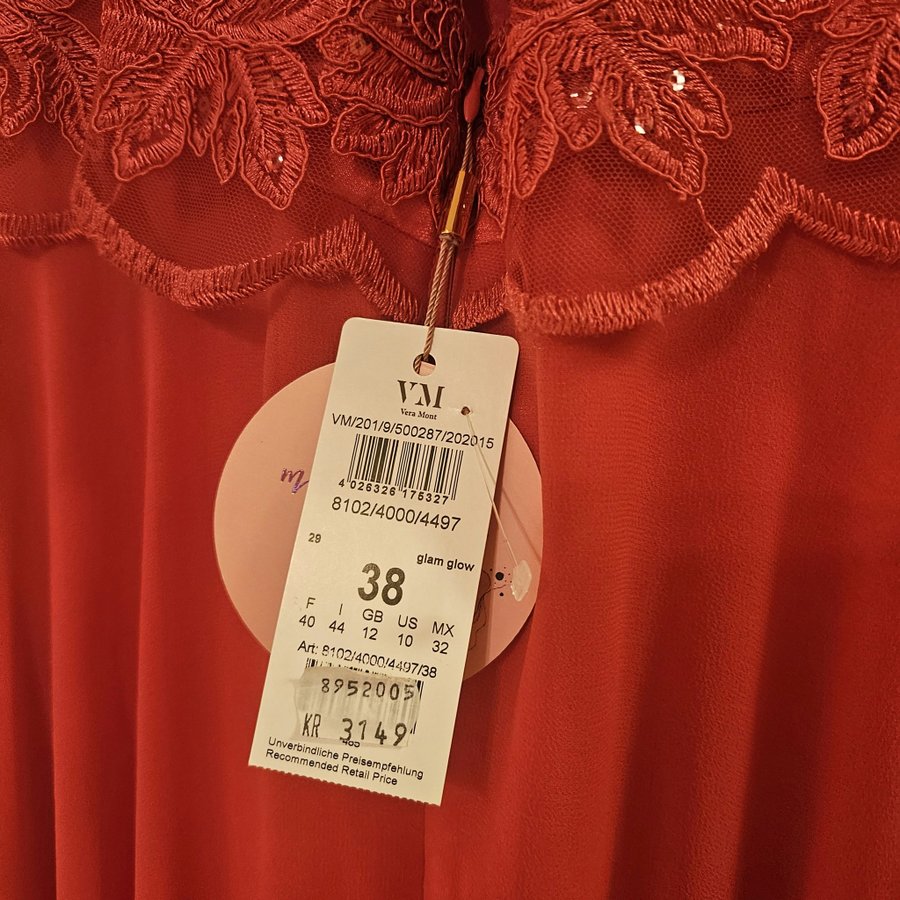 VM
Vera Mont
VM/201/9/500287/202015
4 026326 175327
8102/4000/4497
29
glam glow
38
F I GB US MX
40 44 12 10 32
Art: 8102/4000/4497/38
8952005
KR 3149
Unverbindliche Preisempfehlung
Recommended Retail Price